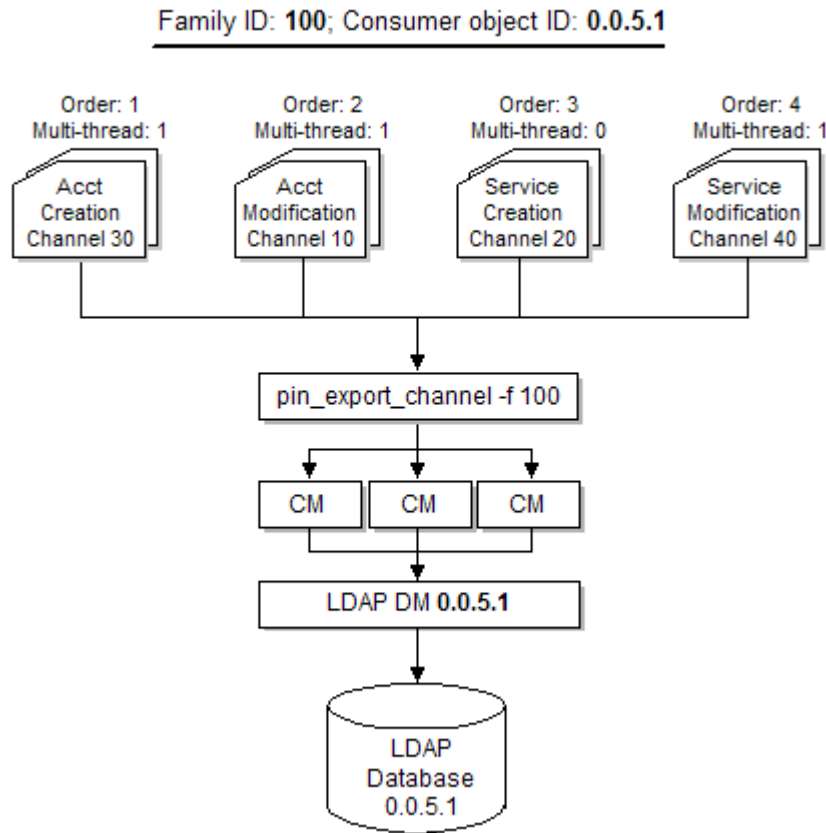 Family ID: 100; Consumer object ID: 0.0.5.1
Order: 1
Multi-thread: 1
Acct
Creation
Channel 30
Order: 2
Multi-thread: 1
Acct
Modification
Channel 10
Order: 3
Multi-thread: 0
Service
Creation
Channel 20
Order: 4
Multi-thread: 1
Service
Modification
Channel 40
pin_export_channel -f 100
CM
CM
CM
LDAP DM 0.0.5.1
LDAP
Database
0.0.5.1